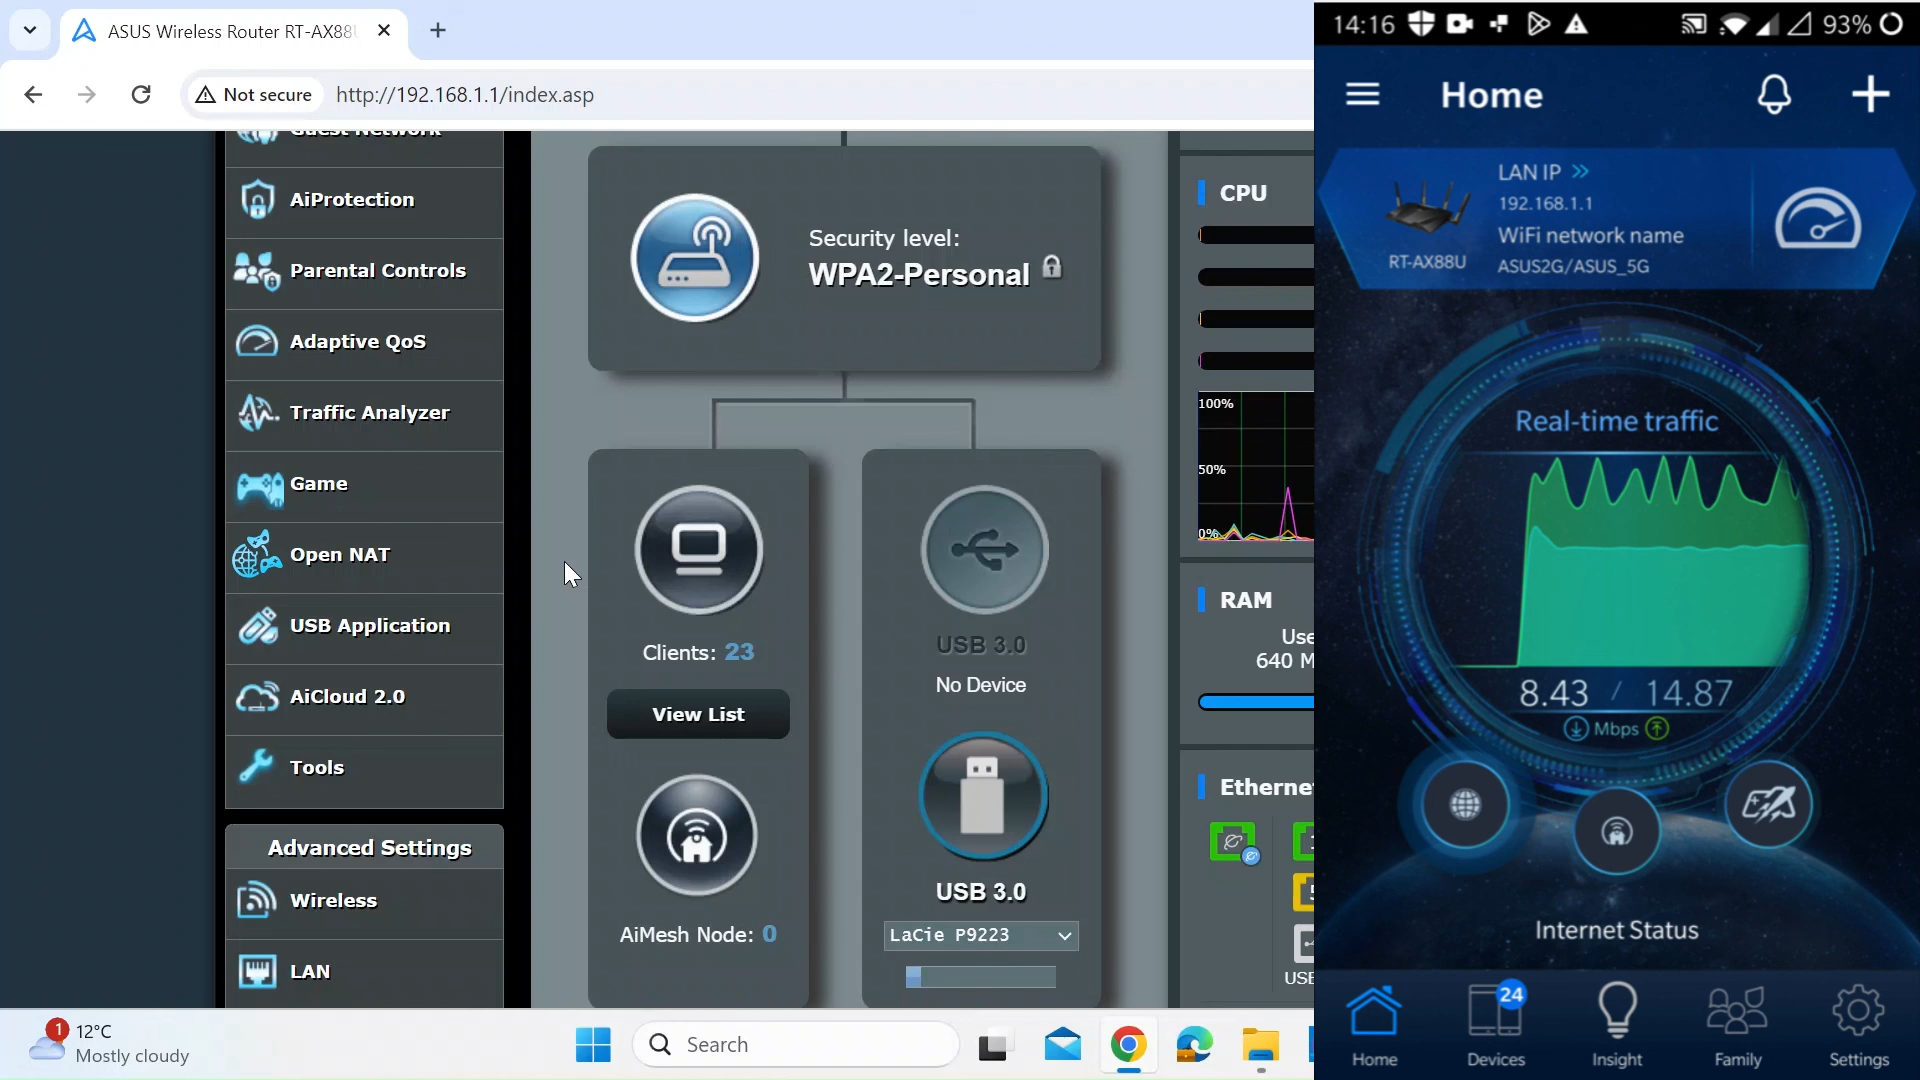 ASUS Wireless Router RT-AX88U
Not secure
http://192.168.1.1/index.asp
Guest Network
AiProtection
Parental Controls
Adaptive QoS
Traffic Analyzer
Game
Open NAT
USB Application
AiCloud 2.0
Tools
Advanced Settings
Wireless
LAN
Security level:
WPA2-Personal
Clients: 23
View List
AiMesh Node: 0
USB 3.0
No Device
USB 3.0
LaCie P9223
CPU
100%
50%
0%
RAM
Use
640 M
Etherne
5
USB
1
12°C
Mostly cloudy
Search
14:16
93%
Home
LAN IP
192.168.1.1
WiFi network name
ASUS2G/ASUS_5G
RT-AX88U
Real-time traffic
8.43 / 14.87
Mbps
Internet Status
24
Home
Devices
Insight
Family
Settings